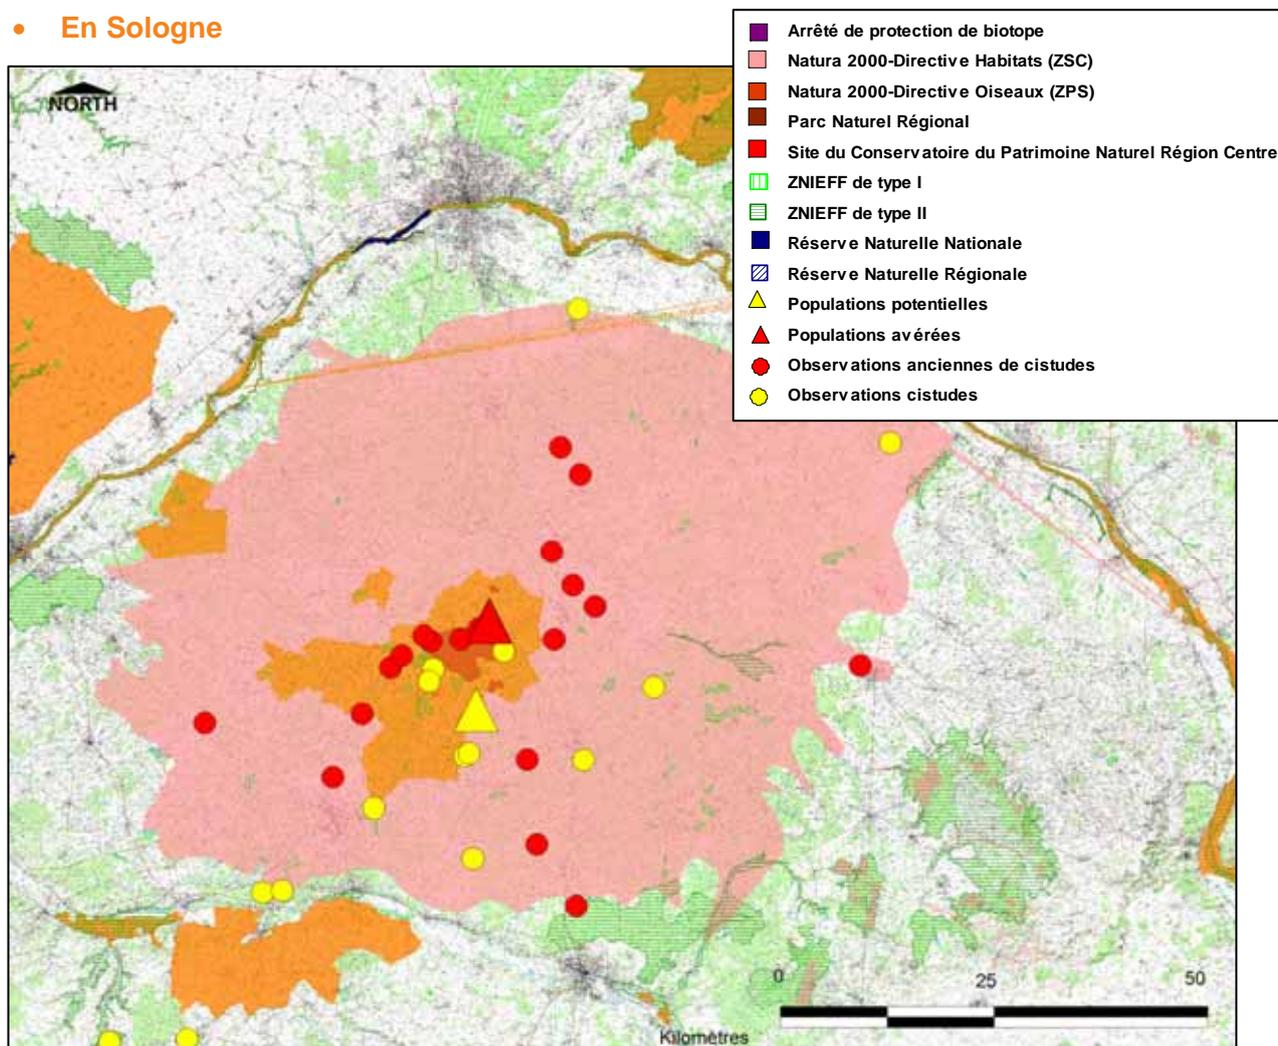 • En Sologne
NORTH
Arrêté de protection de biotope
Natura 2000-Directive Habitats (ZSC)
Natura 2000-Directive Oiseaux (ZPS)
Parc Naturel Régional
Site du Conservatoire du Patrimoine Naturel Région Centre
ZNIEFF de type I
ZNIEFF de type II
Réserve Naturelle Nationale
Réserve Naturelle Régionale
Populations potentielles
Populations avérées
Observations anciennes de cistudes
Observations cistudes
0 25 50
Kilomètres